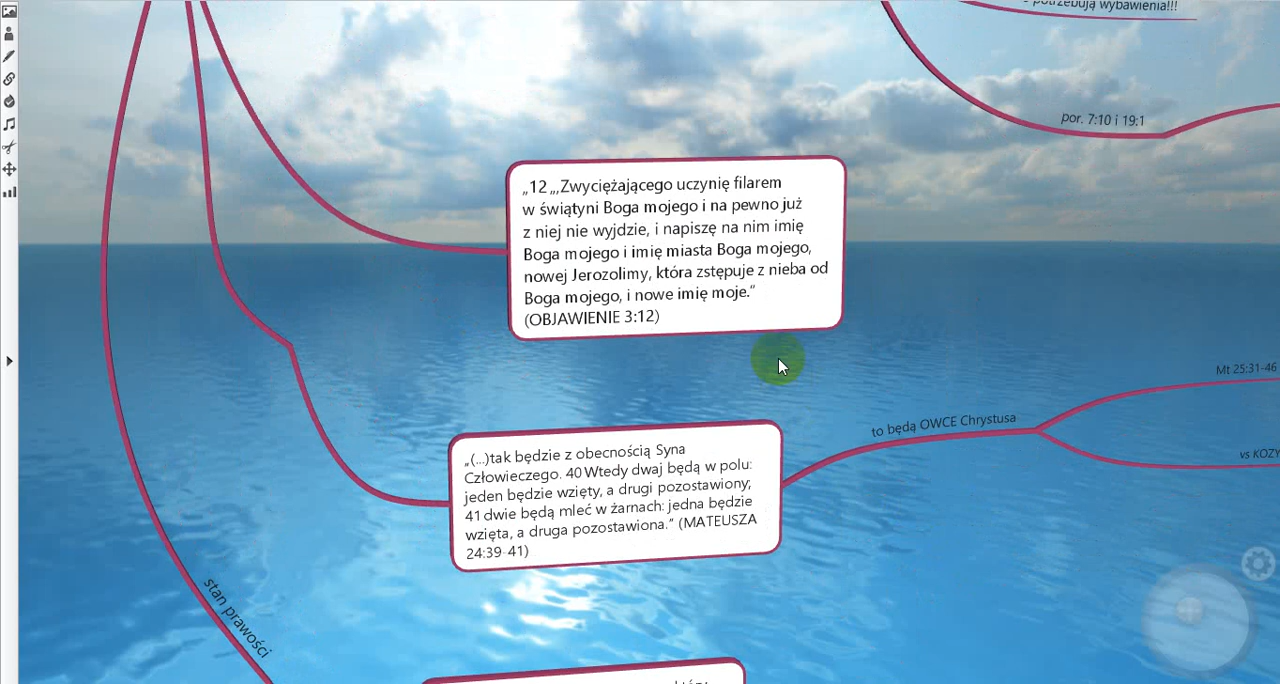 potrzebują wybawienia!!!
por. 7:10 i 19:1
„12 „„Zwyciężającego uczynię filarem
w świątyni Boga mojego i na pewno już
z niej nie wyjdzie, i napiszę na nim imię
Boga mojego i imię miasta Boga mojego,
nowej Jerozolimy, która zstępuje z nieba od
Boga mojego, i nowe imię moje.“
(OBJAWIENIE 3:12)
Mt 25:31-46
to będą OWCE Chrystusa
vs KOZY
„(...)tak będzie z obecnością Syna
Człowieczego. 40 Wtedy dwaj będą w polu:
jeden będzie wzięty, a drugi pozostawiony;
41 dwie będą mleć w żarnach: jedna będzie
wzięta, a druga pozostawiona.” (MATEUSZA
24:39-41)
stan prawości